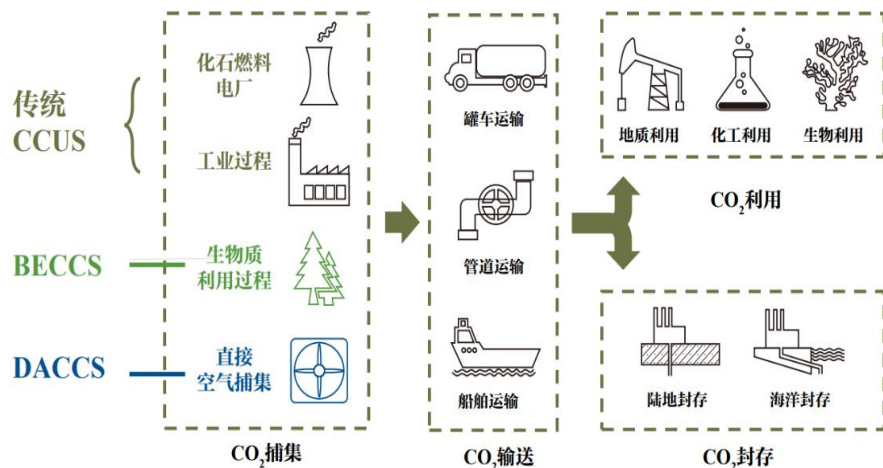 传统
CCUS
化石燃料
电厂
工业过程
BECCS
生物质
利用过程
DACCS
直接
空气捕集
CO₂捕集
罐车运输
管道运输
船舶运输
CO₂输送
地质利用
化工利用
生物利用
CO₂利用
陆地封存
海洋封存
CO₂封存